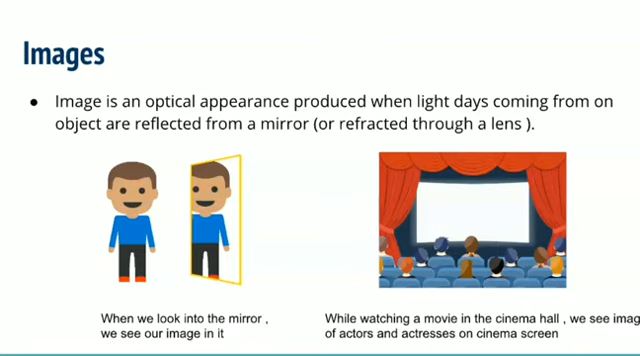 Images
● Image is an optical appearance produced when light days coming from on
object are reflected from a mirror (or refracted through a lens ).
When we look into the mirror ,
we see our image in it
While watching a movie in the cinema hall , we see imag
of actors and actresses on cinema screen